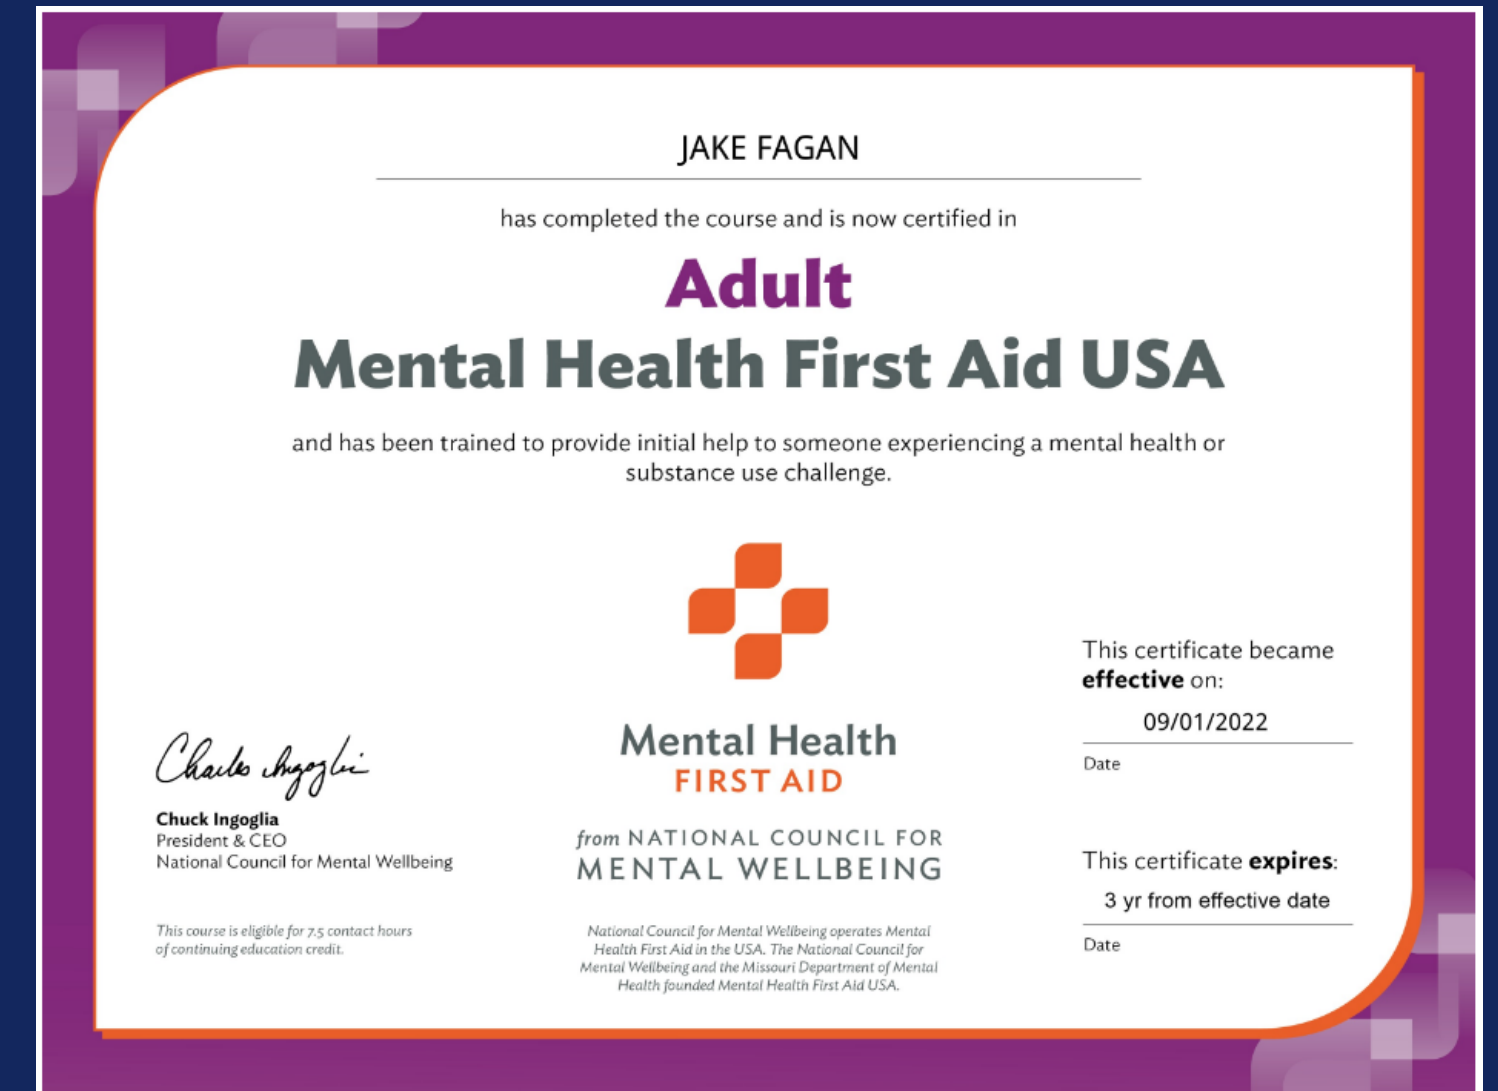 JAKE FAGAN
has completed the course and is now certified in
Adult
Mental Health First Aid USA
and has been trained to provide initial help to someone experiencing a mental health or
substance use challenge.
Mental Health
FIRST AID
from NATIONAL COUNCIL FOR
MENTAL WELLBEING
National Council for Mental Wellbeing operates Mental
Health First Aid in the USA. The National Council for
Mental Wellbeing and the Missouri Department of Mental
Health founded Mental Health First Aid USA.
Charles Ingoglia
Chuck Ingoglia
President & CEO
National Council for Mental Wellbeing
This course is eligible for 7.5 contact hours
of continuing education credit.
This certificate became
effective on:
09/01/2022
Date
This certificate expires:
3 yr from effective date
Date